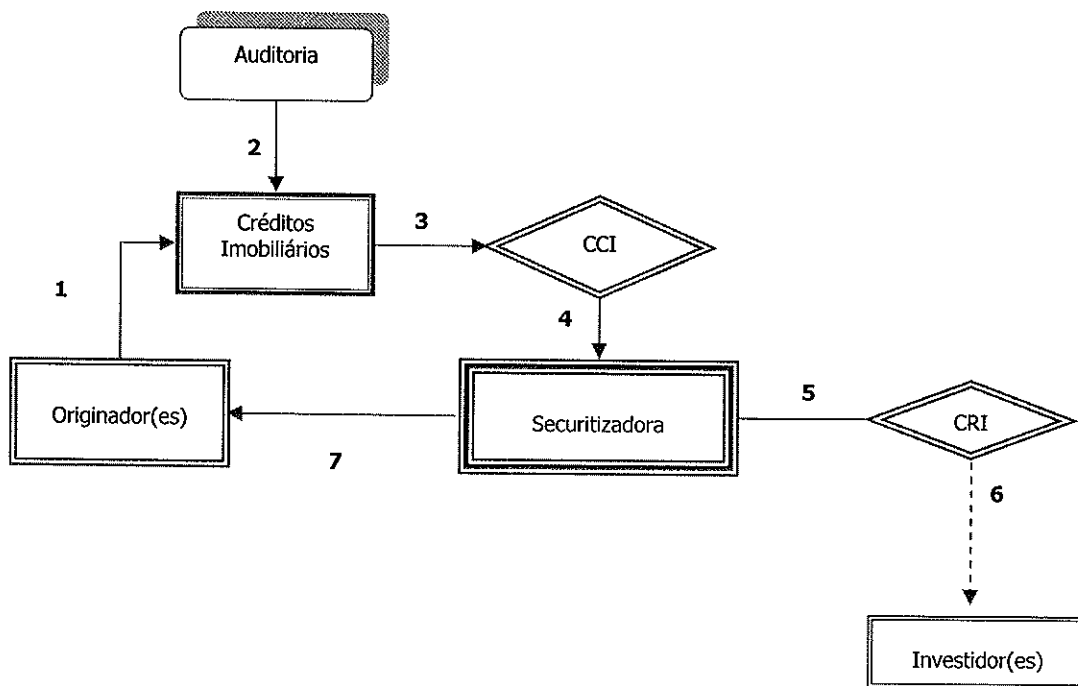 Auditoria
2
Créditos
Imobiliários
3
CCI
1
4
Originador(es)
Securitizadora
5
CRI
7
6
Investidor(es)